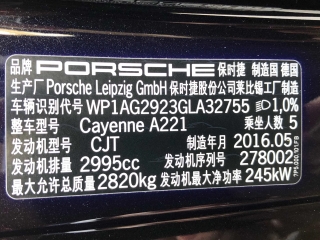 品牌 PORSCHE 保时捷 制造国 德国
生产厂 Porsche Leipzig GmbH 保时捷股份公司莱比锡工厂制造
车辆识别代号 WP1AG2923GLA32755 1,0%
整车型号 Cayenne A221 乘坐人数 5
发动机型号 CJT 制造年月 2016.05
发动机排量 2995cc 发动机序列号 278002
最大允许总质量 2820kg 发动机最大净功率 245kW